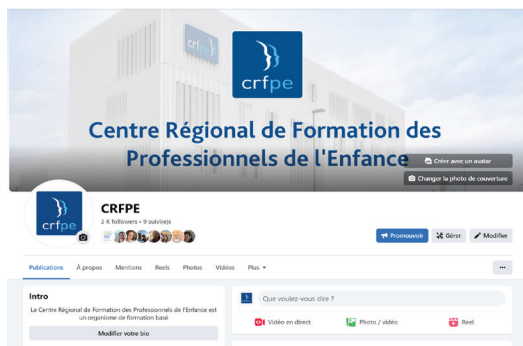 crfpe
crfpe
Centre Régional de Formation des
Professionnels de l'Enfance
Créer avec un avatar
Changer la photo de couverture
crfpe
CRFPE
2 K followers • 9 suivi(e)s
Promouvoir
Gérer
Modifier
Publications
À propos
Mentions
Reels
Photos
Vidéos
Plus
Intro
Le Centre Régional de Formation des Professionnels de l'Enfance est
un organisme de formation basé
Modifier votre bio
Que voulez-vous dire ?
Vidéo en direct
Photo / vidéo
Reel